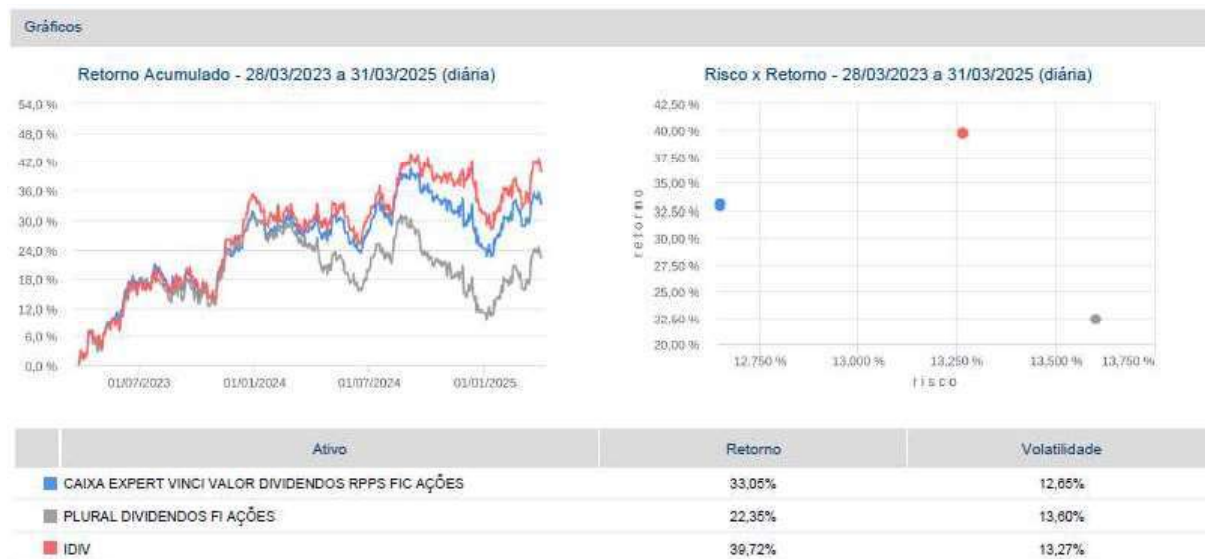 Gráficos
Retorno Acumulado - 28/03/2023 a 31/03/2025 (diária)
54,0 %
48,0 %
42,0 %
36,0 %
30,0 %
24,0 %
18,0 %
12,0 %
6,0 %
0,0 %
01/07/2023 01/01/2024 01/07/2024 01/01/2025
Risco x Retorno - 28/03/2023 a 31/03/2025 (diária)
retorno
42,50 %
40,00 %
37,50 %
35,00 %
32,50 %
30,00 %
27,50 %
25,00 %
22,50 %
20,00 %
12,750 % 13,000 % 13,250 % 13,500 % 13,750 %
risco
Ativo Retorno Volatilidade
CAIXA EXPERT VINCI VALOR DIVIDENDOS RPPS FIC AÇÕES 33,05% 12,65%
PLURAL DIVIDENDOS FI AÇÕES 22,35% 13,60%
IDIV 39,72% 13,27%